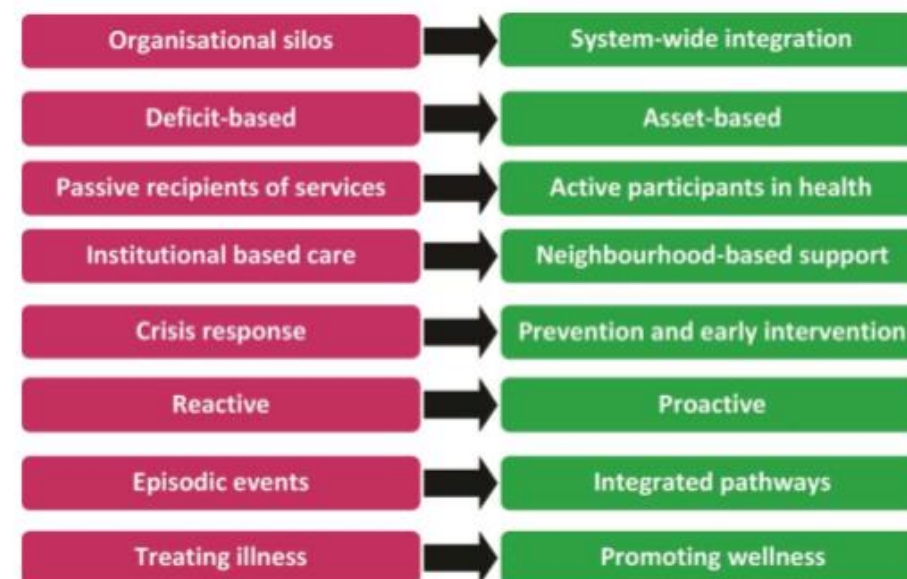 Organisational silos
System-wide integration
Deficit-based
Asset-based
Passive recipients of services
Active participants in health
Institutional based care
Neighbourhood-based support
Crisis response
Prevention and early intervention
Reactive
Proactive
Episodic events
Integrated pathways
Treating illness
Promoting wellness